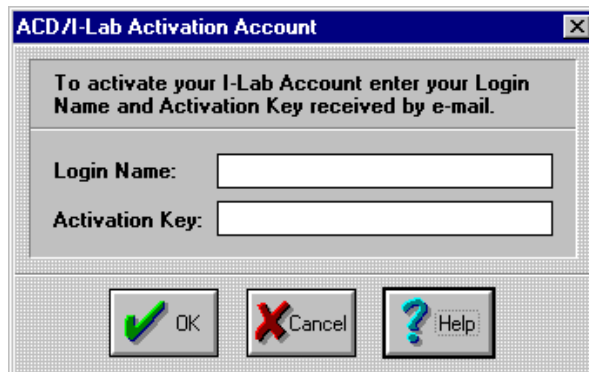 ACD/I-Lab Activation Account
To activate your I-Lab Account enter your Login
Name and Activation Key received by e-mail.
Login Name:
Activation Key:
OK Cancel Help